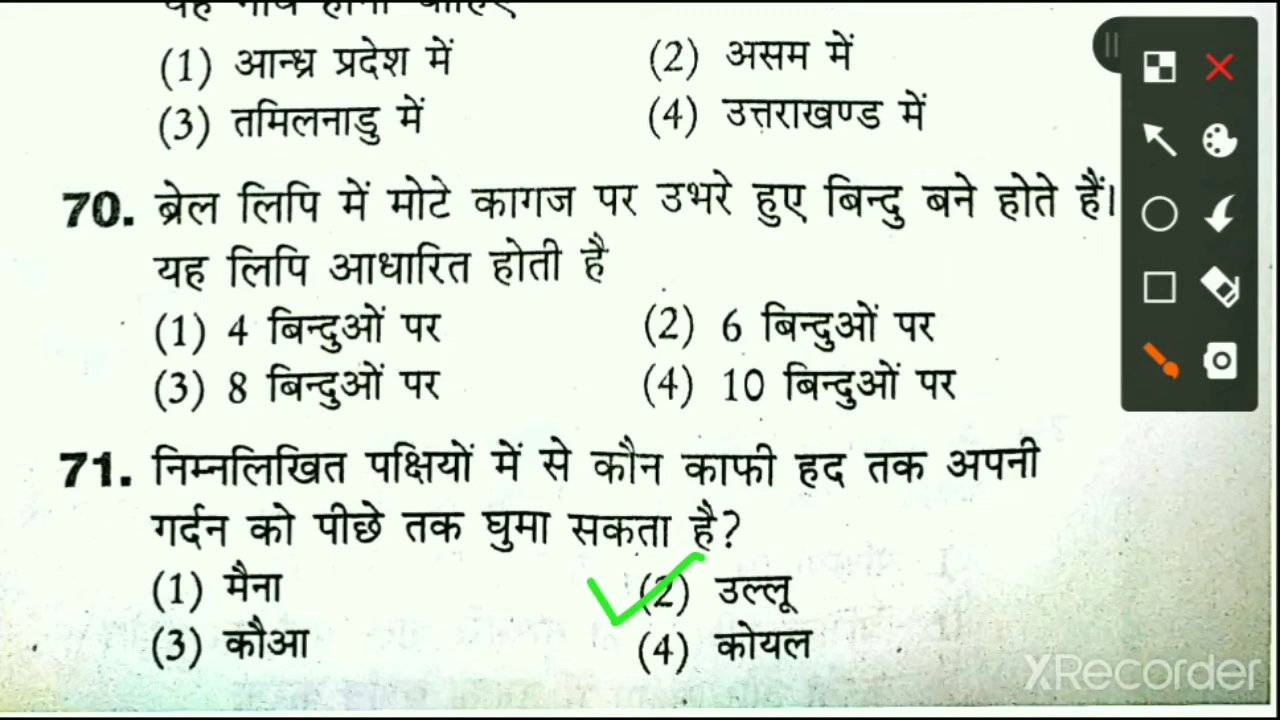 यह गाँव होना चाहिए
(1) आन्ध्र प्रदेश में (2) असम में
(3) तमिलनाडु में (4) उत्तराखण्ड में
70. ब्रेल लिपि में मोटे कागज पर उभरे हुए बिन्दु बने होते हैं।
यह लिपि आधारित होती है
(1) 4 बिन्दुओं पर (2) 6 बिन्दुओं पर
(3) 8 बिन्दुओं पर (4) 10 बिन्दुओं पर
71. निम्नलिखित पक्षियों में से कौन काफी हद तक अपनी
गर्दन को पीछे तक घुमा सकता है?
(1) मैना (2) उल्लू
(3) कौआ (4) कोयल
XRecorder